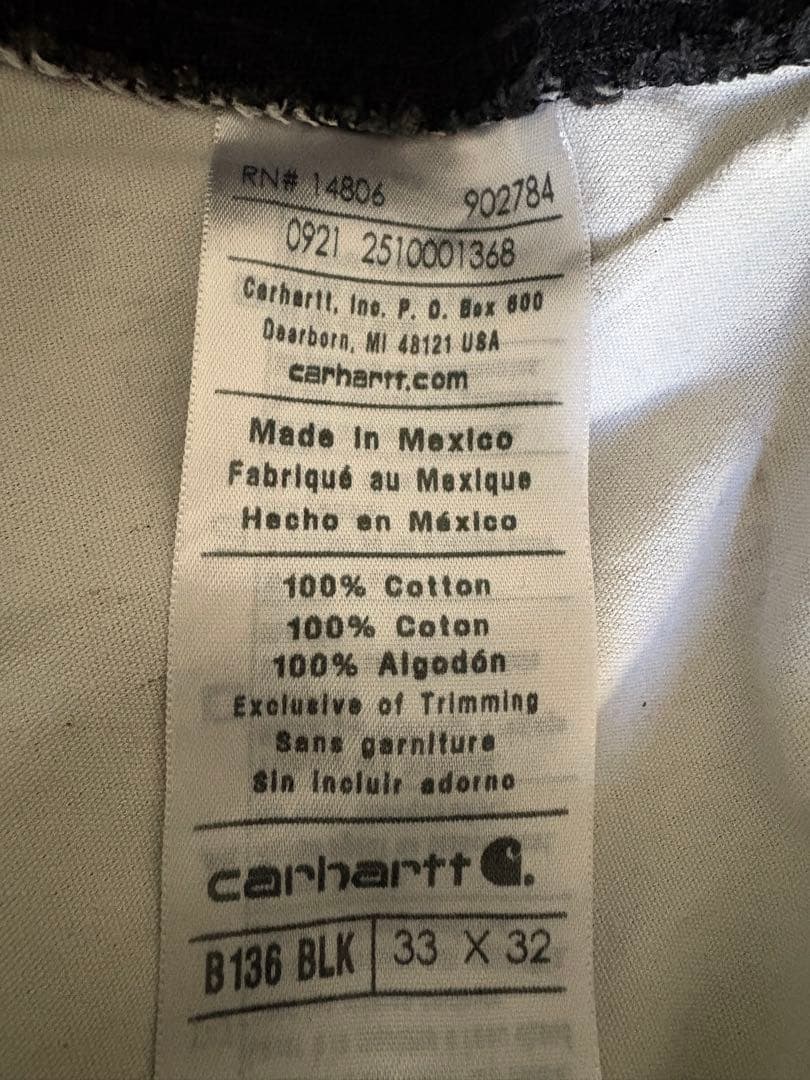 RN# 14806 902784
0921 2510001368
Carhartt, Inc. P. O. Box 600
Dearborn, MI 48121 USA
carhartt.com
Made in Mexico
Fabriqué au Mexique
Hecho en México
100% Cotton
100% Coton
100% Algodón
Exclusive of Trimming
Sans garniture
Sin incluir adorno
carhartt
B136 BLK 33 X 32